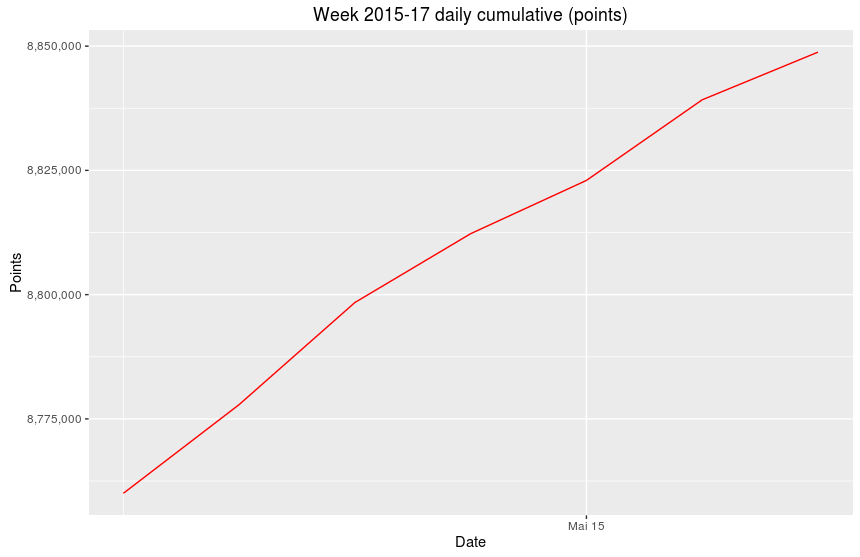 Week 2015-17 daily cumulative (points)
8,850,000
8,825,000
8,800,000
8,775,000
Points
Mai 15
Date